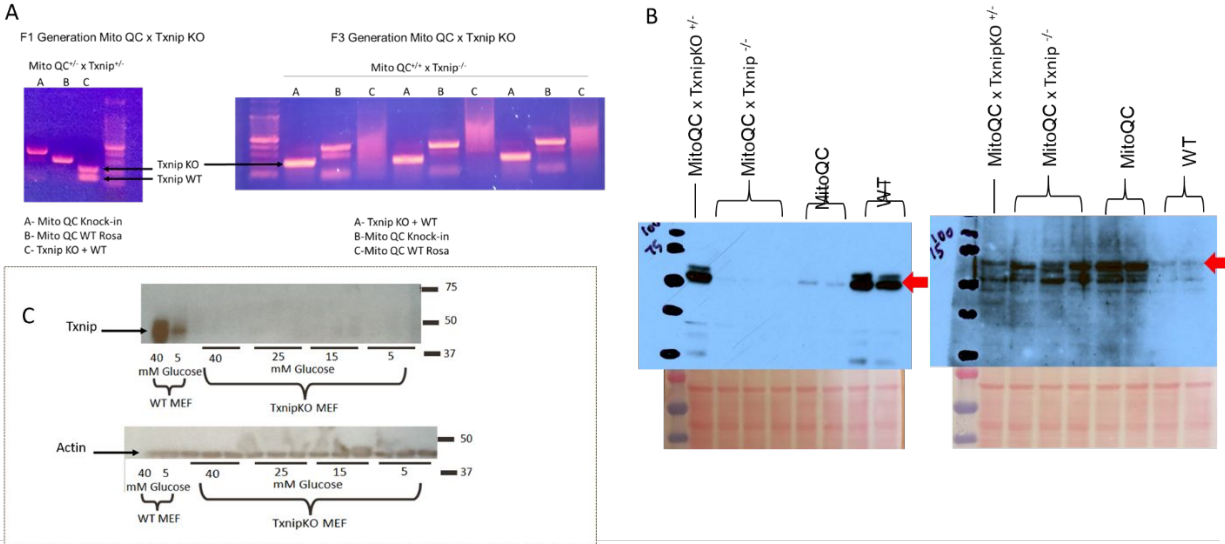 A
F1 Generation Mito QC x Txnip KO
Mito QC+/- x Txnip+/-
A B C
F3 Generation Mito QC x Txnip KO
Mito QC+/+ x Txnip-/-
A B C A B C A B C
Txnip KO
Txnip WT
A- Mito QC Knock-in
B- Mito QC WT Rosa
C- Txnip KO + WT
A- Txnip KO + WT
B-Mito QC Knock-in
C-Mito QC WT Rosa
B
MitoQC x TxnipKO +/-
MitoQC x Txnip -/-
MitoQC
WT
100
75
MitoQC x TxnipKO +/-
MitoQC x Txnip -/-
MitoQC
WT
100
15
C
Txnip
75
50
37
40 5
40 25 15 5
mM Glucose
mM Glucose
WT MEF
TxnipKO MEF
Actin
50
37
40 5
40 25 15 5
mM Glucose
mM Glucose
WT MEF
TxnipKO MEF